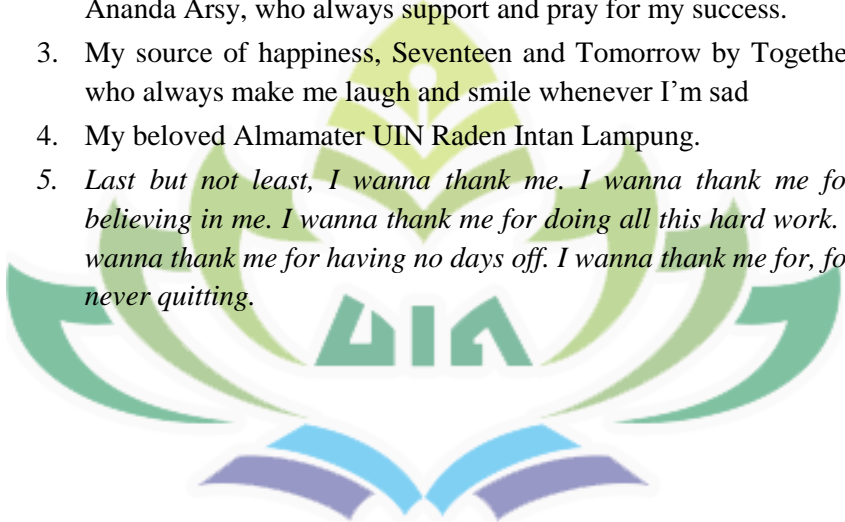 Ananda Arsy, who always support and pray for my success.
3. My source of happiness, Seventeen and Tomorrow by Togethe
who always make me laugh and smile whenever I’m sad
4. My beloved Almamater UIN Raden Intan Lampung.
5. Last but not least, I wanna thank me. I wanna thank me fo
believing in me. I wanna thank me for doing all this hard work.
wanna thank me for having no days off. I wanna thank me for, fo
never quitting.
UIN